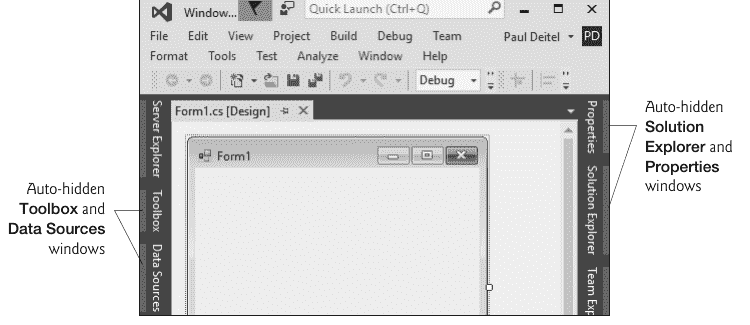 Window...
Quick Launch (Ctrl+Q)
File Edit View Project Build Debug Team
Paul Deitel PD
Format Tools Test Analyze Window Help
Debug
Form1.cs [Design]
Form1
Server Explorer
Toolbox
Data Sources
Properties
Solution Explorer
Team Exp
Auto-hidden
Toolbox and
Data Sources
windows
Auto-hidden
Solution
Explorer and
Properties
windows